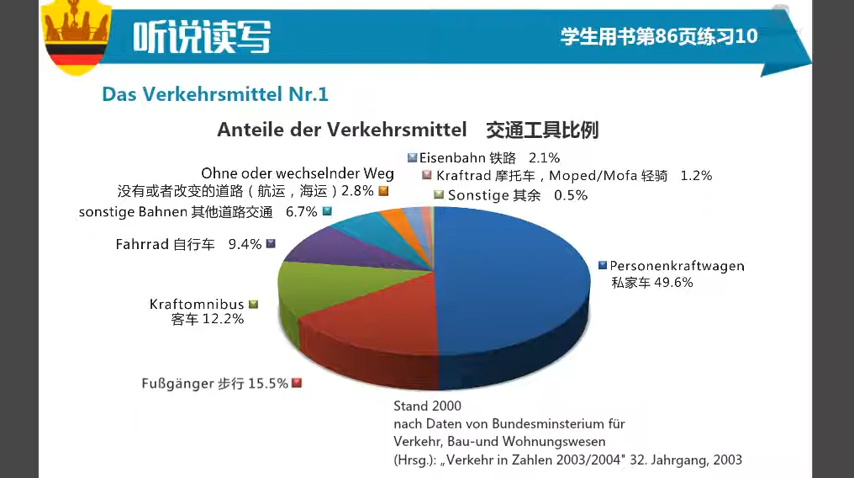 听说读写
学生用书第86页练习10
Das Verkehrsmittel Nr.1
Anteile der Verkehrsmittel 交通工具比例
Eisenbahn 铁路 2.1%
Ohne oder wechselnder Weg
没有或者改变的道路（航运，海运）2.8%
Kraftrad 摩托车，Moped/Mofa 轻骑 1.2%
Sonstige 其余 0.5%
sonstige Bahnen 其他道路交通 6.7%
Fahrrad 自行车 9.4%
Personenkraftwagen
私家车 49.6%
Kraftomnibus
客车 12.2%
Fußgänger 步行 15.5%
Stand 2000
nach Daten von Bundesminsterium für
Verkehr, Bau-und Wohnungswesen
(Hrsg.): „Verkehr in Zahlen 2003/2004" 32. Jahrgang, 2003